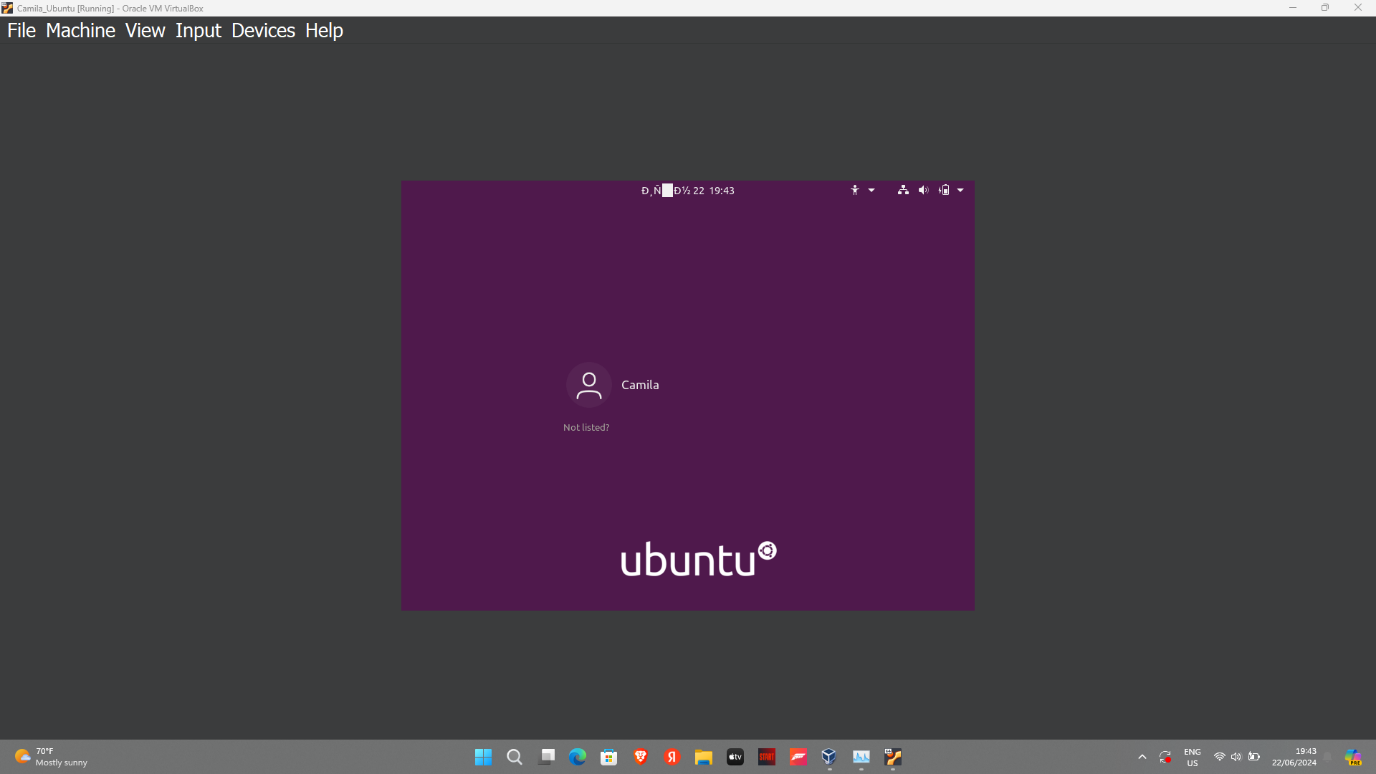 Camila_Ubuntu [Running] - Oracle VM VirtualBox
File Machine View Input Devices Help
22 19:43
Camila
Not listed?
ubuntu
70°F
Mostly sunny
ENG
US
19:43
22/06/2024